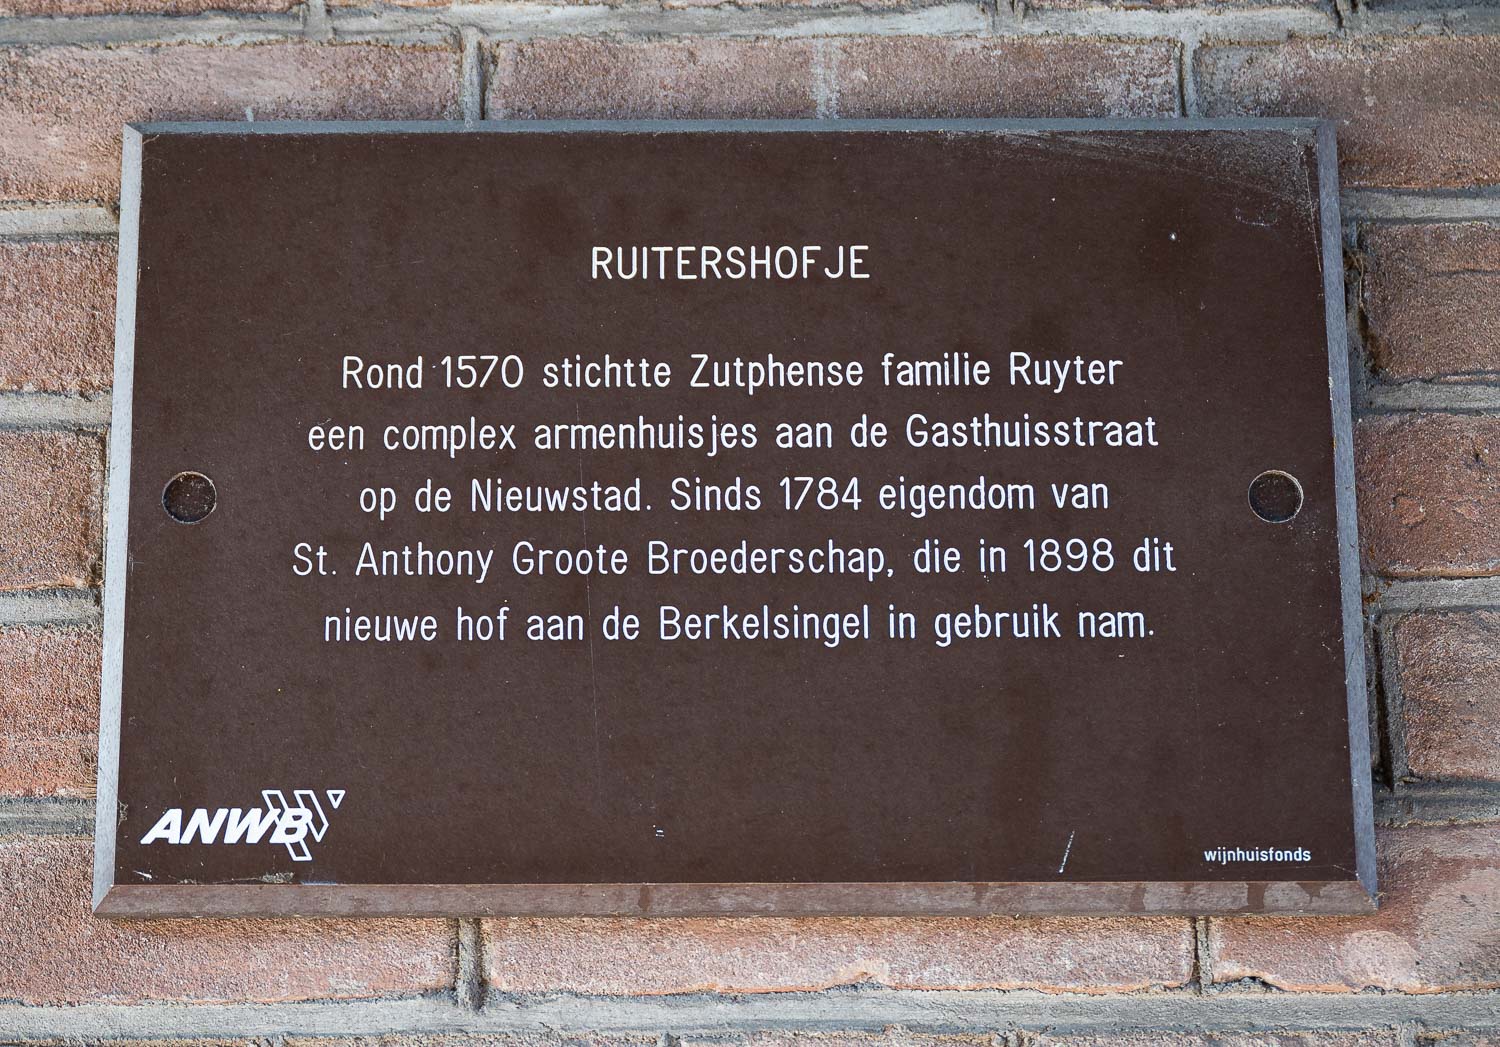 RUITERSHOFJE
Rond 1570 stichtte Zutphense familie Ruyter
een complex armenhuisjes aan de Gasthuisstraat
op de Nieuwstad. Sinds 1784 eigendom van
St. Anthony Groote Broederschap, die in 1898 dit
nieuwe hof aan de Berkelsingel in gebruik nam.
ANWB
wijnhuisfonds